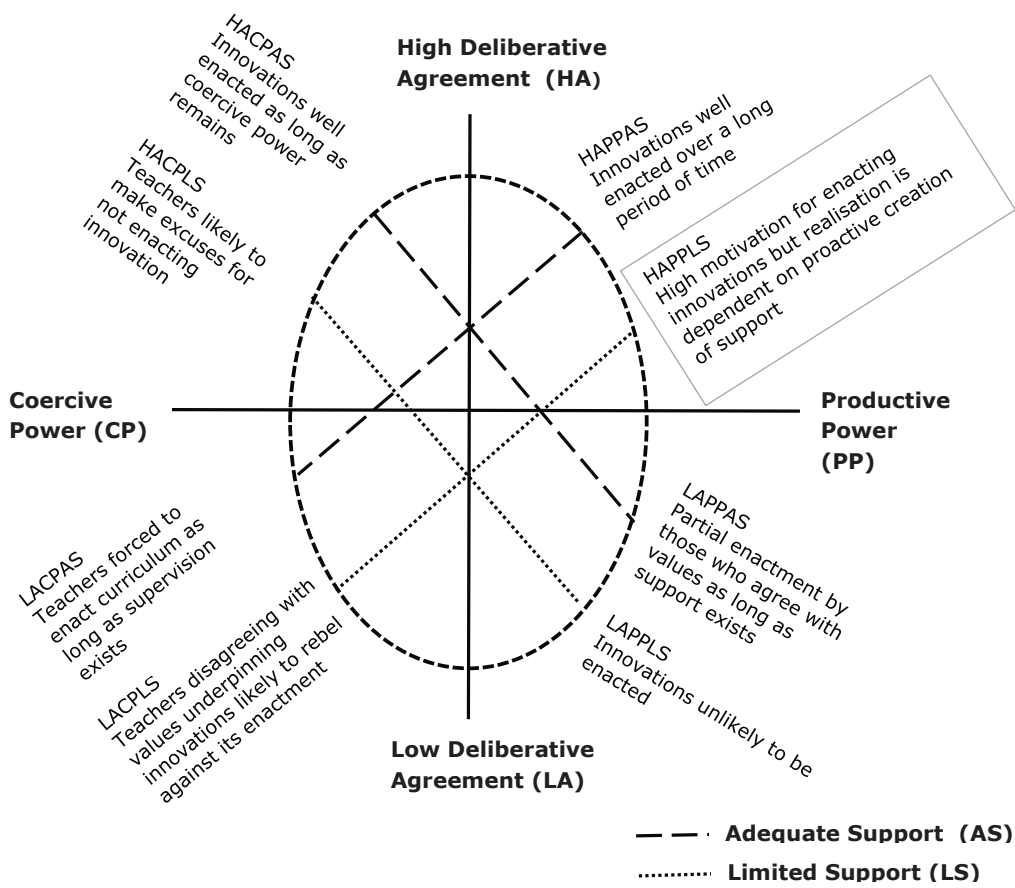 High Deliberative
Agreement  (HA)
HACPAS
Innovations well
enacted as long as
coercive power
remains
HACPLS
Teachers likely to
make excuses for
not enacting
innovation
HAPPAS
Innovations well
enacted over a long
period of time
HAPPLS
High motivation for enacting
innovations but realisation is
dependent on proactive creation
of support
Coercive
Power (CP)
Productive
Power
(PP)
LACPAS
Teachers forced to
enact curriculum as
long as supervision
exists
LACPLS
Teachers disagreeing with
values underpinning
innovations likely to rebel
against its enactment
LAPPAS
Partial enactment by
those who agree with
values as long as
support exists
LAPPLS
Innovations unlikely to be
enacted
Low Deliberative
Agreement (LA)
Adequate Support  (AS)
Limited Support (LS)